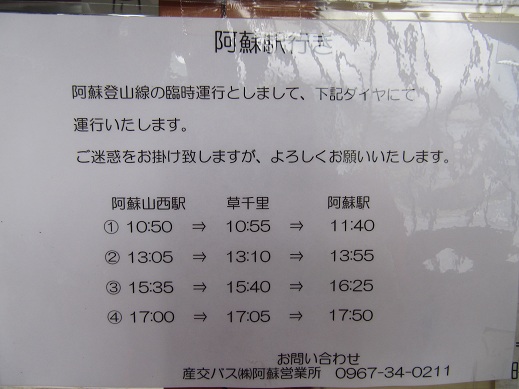 阿蘇駅行き
阿蘇登山線の臨時運行としまして、下記ダイヤにて
運行いたします。
ご迷惑をお掛け致しますが、よろしくお願いいたします。
阿蘇山西駅 草千里 阿蘇駅
① 10:50 ⇒ 10:55 ⇒ 11:40
② 13:05 ⇒ 13:10 ⇒ 13:55
③ 15:35 ⇒ 15:40 ⇒ 16:25
④ 17:00 ⇒ 17:05 ⇒ 17:50
お問い合わせ
産交バス㈱阿蘇営業所 0967-34-0211